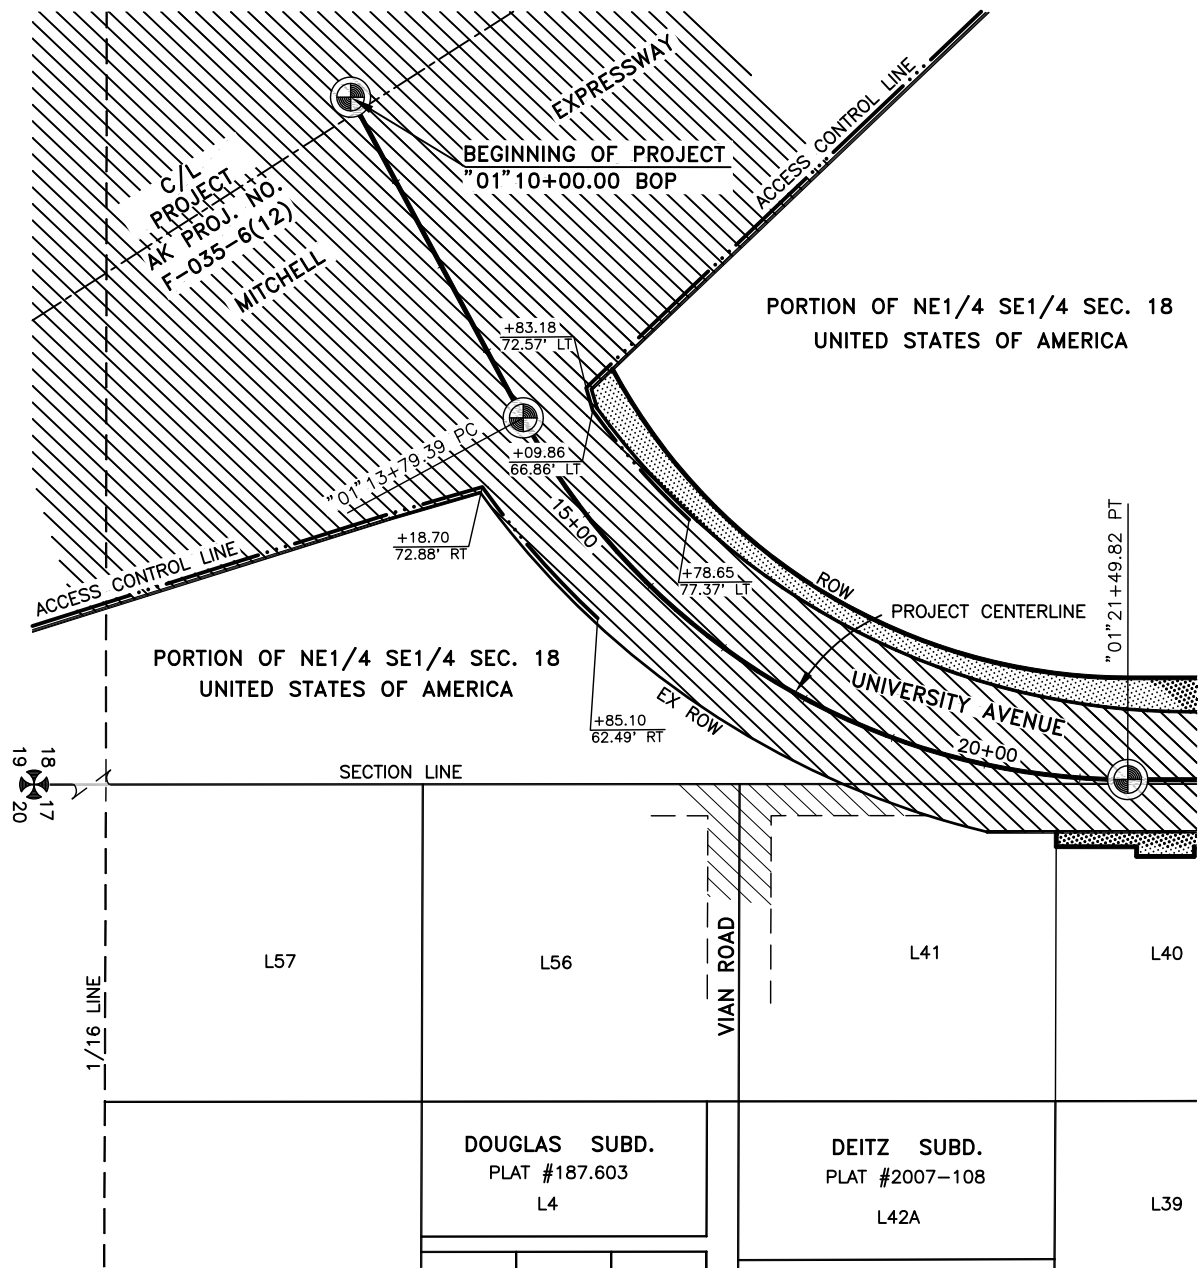 EXPRESSWAY
ACCESS CONTROL LINE
BEGINNING OF PROJECT
"01" 10+00.00 BOP
C/L
PROJECT
AK PROJ. NO.
F-035-6(12)
MITCHELL
PORTION OF NE1/4 SE1/4 SEC. 18
UNITED STATES OF AMERICA
+83.18
72.57' LT
+09.86
66.86' LT
"01" 13+79.39 PC
15+00
+18.70
72.88' RT
ACCESS CONTROL LINE
+78.65
77.37' LT
ROW
PROJECT CENTERLINE
"01" 21+49.82 PT
PORTION OF NE1/4 SE1/4 SEC. 18
UNITED STATES OF AMERICA
UNIVERSITY AVENUE
EX ROW
+85.10
62.49' RT
20+00
SECTION LINE
18
19
17
20
L57
L56
L41
L40
VIAN ROAD
1/16 LINE
DOUGLAS SUBD.
PLAT #187.603
L4
DEITZ SUBD.
PLAT #2007-108
L42A
L39